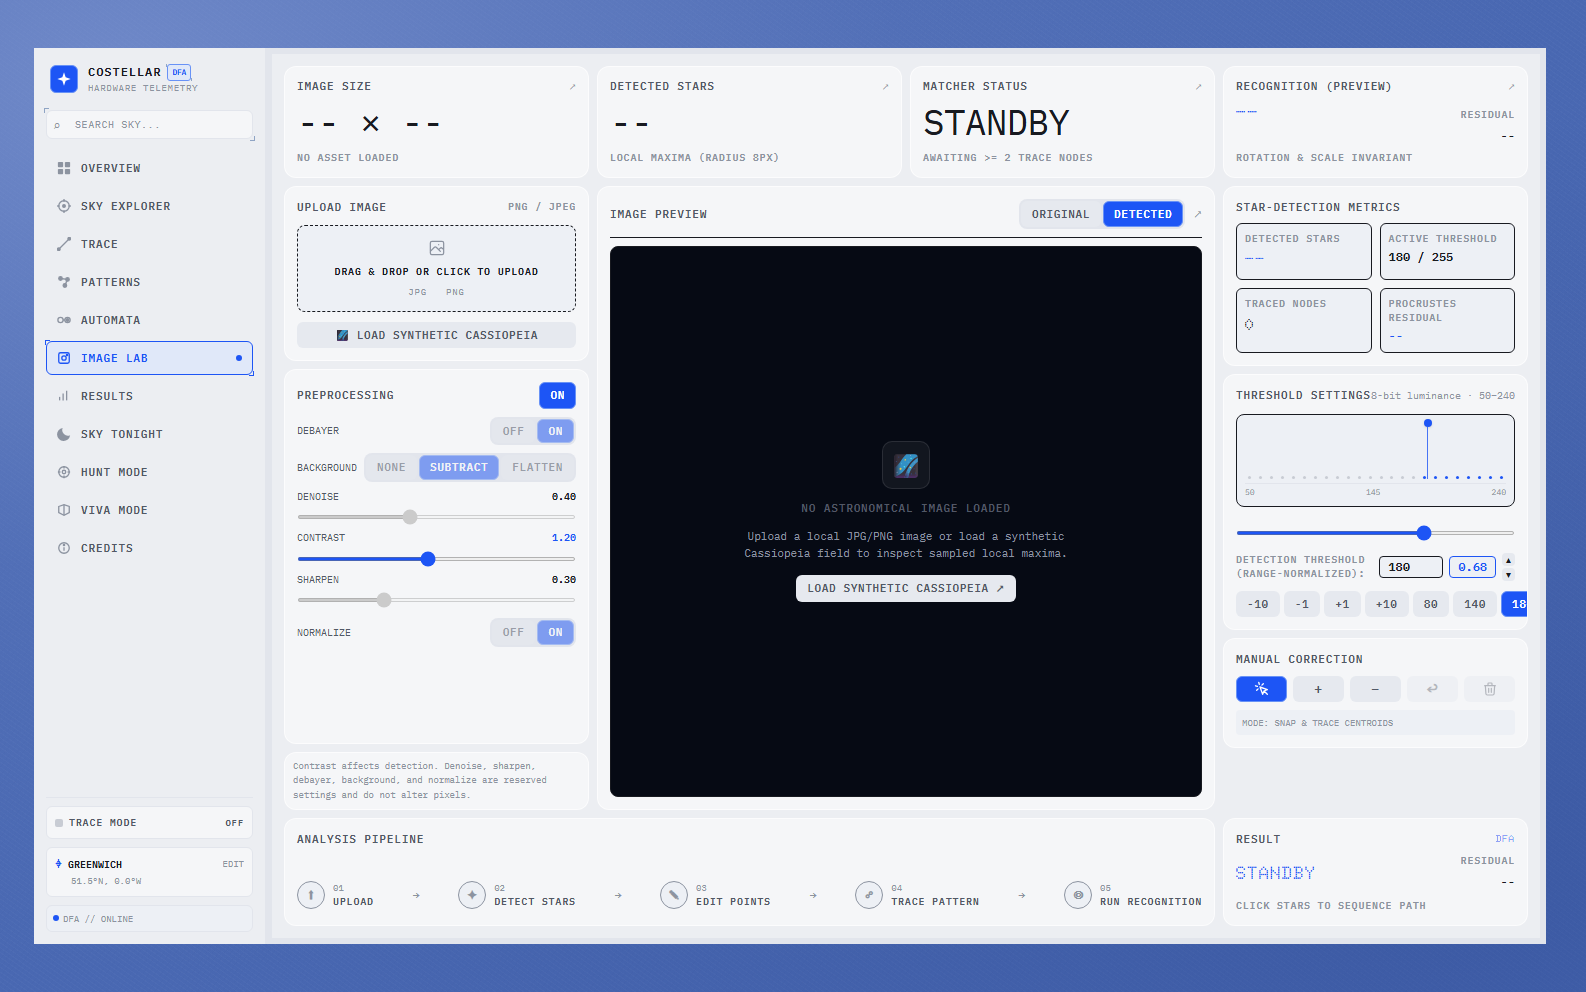 COSTELLAR DFA
HARDWARE TELEMETRY
SEARCH SKY...
OVERVIEW
SKY EXPLORER
TRACE
PATTERNS
AUTOMATA
IMAGE LAB
RESULTS
SKY TONIGHT
HUNT MODE
VIVA MODE
CREDITS
TRACE MODE OFF
GREENWICH EDIT
51.5°N, 0.0°W
DFA // ONLINE
IMAGE SIZE ↗
-- × --
NO ASSET LOADED
DETECTED STARS ↗
--
LOCAL MAXIMA (RADIUS 8PX)
MATCHER STATUS ↗
STANDBY
AWAITING >= 2 TRACE NODES
RECOGNITION (PREVIEW) ↗
--
RESIDUAL
--
ROTATION & SCALE INVARIANT
UPLOAD IMAGE PNG / JPEG
DRAG & DROP OR CLICK TO UPLOAD
JPG PNG
LOAD SYNTHETIC CASSIOPEIA
PREPROCESSING ON
DEBAYER OFF ON
BACKGROUND NONE SUBTRACT FLATTEN
DENOISE 0.40
CONTRAST 1.20
SHARPEN 0.30
NORMALIZE OFF ON
Contrast affects detection. Denoise, sharpen,
debayer, background, and normalize are reserved
settings and do not alter pixels.
IMAGE PREVIEW ORIGINAL DETECTED ↗
NO ASTRONOMICAL IMAGE LOADED
Upload a local JPG/PNG image or load a synthetic
Cassiopeia field to inspect sampled local maxima.
LOAD SYNTHETIC CASSIOPEIA ↗
STAR-DETECTION METRICS
DETECTED STARS
--
ACTIVE THRESHOLD
180 / 255
TRACED NODES
0
PROCRUSTES
RESIDUAL
--
THRESHOLD SETTINGS 8-bit luminance · 50–240
50 145 240
DETECTION THRESHOLD
(RANGE-NORMALIZED): 180 0.68 ▲ ▼
-10 -1 +1 +10 80 140 18
MANUAL CORRECTION
+ −
MODE: SNAP & TRACE CENTROIDS
ANALYSIS PIPELINE
01
UPLOAD →
02
DETECT STARS →
03
EDIT POINTS →
04
TRACE PATTERN →
05
RUN RECOGNITION
RESULT DFA
RESIDUAL
STANDBY
--
CLICK STARS TO SEQUENCE PATH